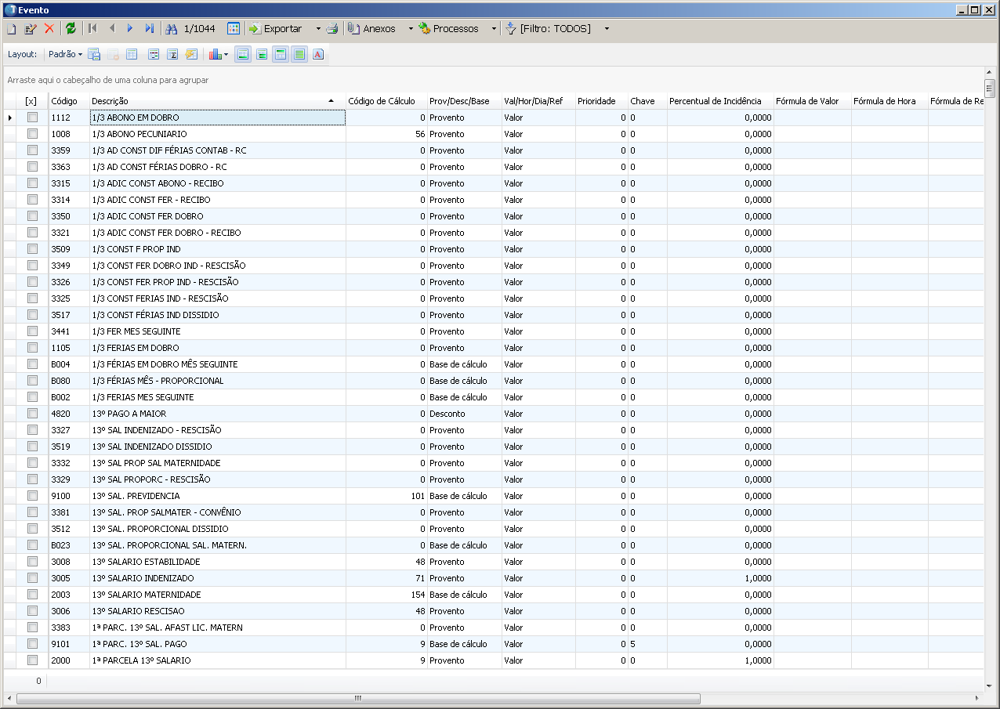 Evento
1/1044 Exportar Anexos Processos [Filtro: TODOS]
Layout: Padrão
Arraste aqui o cabeçalho de uma coluna para agrupar
[x] Código Descrição Código de Cálculo Prov/Desc/Base Val/Hor/Dia/Ref Prioridade Chave Percentual de Incidência Fórmula de Valor Fórmula de Hora Fórmula de Re
1112 1/3 ABONO EM DOBRO 0 Provento Valor 0 0 0,0000
1008 1/3 ABONO PECUNIARIO 56 Provento Valor 0 0 0,0000
3359 1/3 AD CONST DIF FÉRIAS CONTAB - RC 0 Provento Valor 0 0 0,0000
3363 1/3 AD CONST FÉRIAS DOBRO - RC 0 Provento Valor 0 0 0,0000
3315 1/3 ADIC CONST ABONO - RECIBO 0 Provento Valor 0 0 0,0000
3314 1/3 ADIC CONST FER - RECIBO 0 Provento Valor 0 0 0,0000
3350 1/3 ADIC CONST FER DOBRO 0 Provento Valor 0 0 0,0000
3321 1/3 ADIC CONST FER DOBRO - RECIBO 0 Provento Valor 0 0 0,0000
3509 1/3 CONST F PROP IND 0 Provento Valor 0 0 0,0000
3349 1/3 CONST FER DOBRO IND - RESCISÃO 0 Provento Valor 0 0 0,0000
3326 1/3 CONST FER PROP IND - RESCISÃO 0 Provento Valor 0 0 0,0000
3325 1/3 CONST FERIAS IND - RESCISÃO 0 Provento Valor 0 0 0,0000
3517 1/3 CONST FÉRIAS IND DISSIDIO 0 Provento Valor 0 0 0,0000
3441 1/3 FER MES SEGUINTE 0 Provento Valor 0 0 0,0000
1105 1/3 FERIAS EM DOBRO 0 Provento Valor 0 0 0,0000
B004 1/3 FÉRIAS EM DOBRO MÊS SEGUINTE 0 Base de cálculo Valor 0 0 0,0000
B080 1/3 FÉRIAS MÊS - PROPORCIONAL 0 Base de cálculo Valor 0 0 0,0000
B002 1/3 FERIAS MES SEGUINTE 0 Base de cálculo Valor 0 0 0,0000
4820 13º PAGO A MAIOR 0 Desconto Valor 0 0 0,0000
3327 13º SAL INDENIZADO - RESCISÃO 0 Provento Valor 0 0 0,0000
3519 13º SAL INDENIZADO DISSIDIO 0 Provento Valor 0 0 0,0000
3332 13º SAL PROP SAL MATERNIDADE 0 Provento Valor 0 0 0,0000
3329 13º SAL PROPORC - RESCISÃO 0 Provento Valor 0 0 0,0000
9100 13º SAL. PREVIDENCIA 101 Base de cálculo Valor 0 0 0,0000
3381 13º SAL. PROP SALMATER - CONVÊNIO 0 Provento Valor 0 0 0,0000
3512 13º SAL. PROPORCIONAL DISSIDIO 0 Provento Valor 0 0 0,0000
B023 13º SAL. PROPORCIONAL SAL. MATERN. 0 Base de cálculo Valor 0 0 0,0000
3008 13º SALARIO ESTABILIDADE 48 Provento Valor 0 0 0,0000
3005 13º SALARIO INDENIZADO 71 Provento Valor 0 0 1,0000
2003 13º SALARIO MATERNIDADE 154 Base de cálculo Valor 0 0 0,0000
3006 13º SALARIO RESCISAO 48 Provento Valor 0 0 0,0000
3383 1ª PARC. 13º SAL. AFAST LIC. MATERN 0 Provento Valor 0 0 0,0000
9101 1ª PARC. 13º SAL. PAGO 9 Base de cálculo Valor 0 5 0,0000
2000 1ª PARCELA 13º SALARIO 9 Provento Valor 0 0 1,0000
0